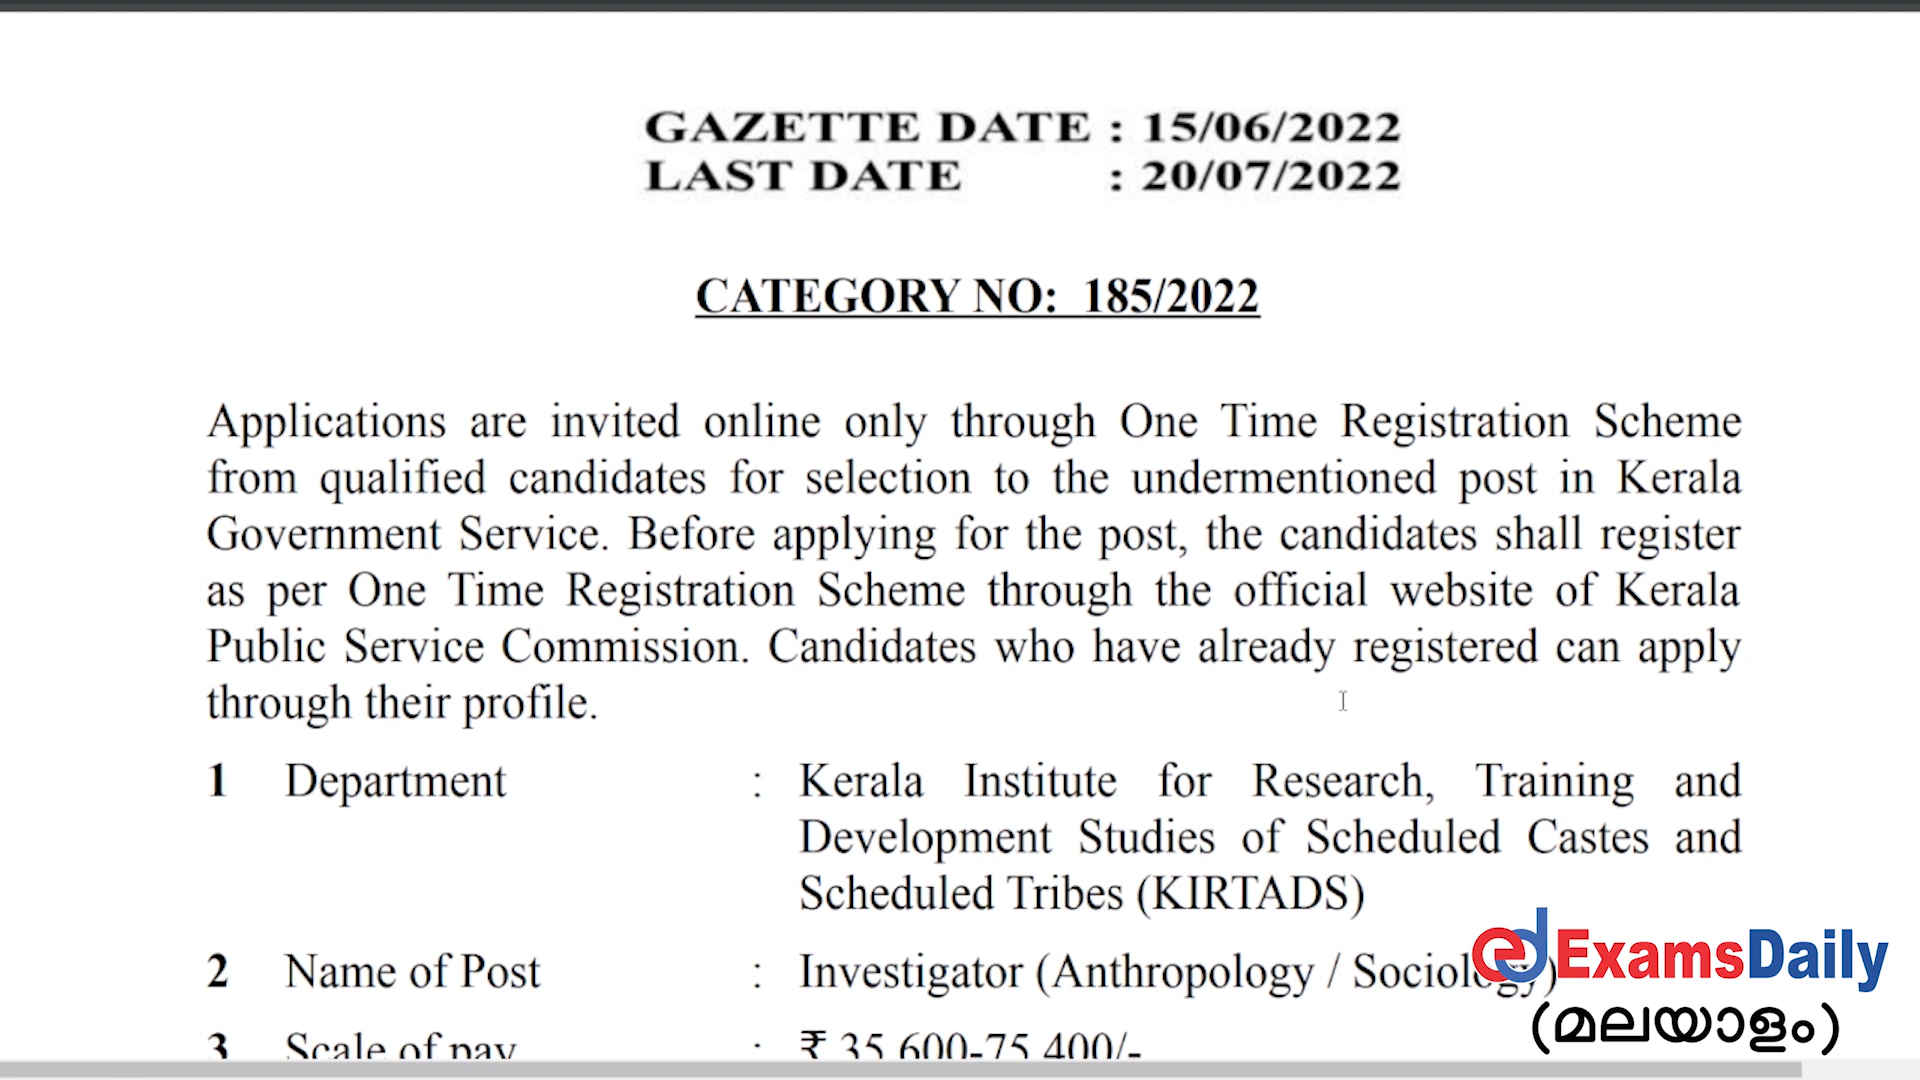 GAZETTE DATE : 15/06/2022
LAST DATE : 20/07/2022
CATEGORY NO: 185/2022
Applications are invited online only through One Time Registration Scheme
from qualified candidates for selection to the undermentioned post in Kerala
Government Service. Before applying for the post, the candidates shall register
as per One Time Registration Scheme through the official website of Kerala
Public Service Commission. Candidates who have already registered can apply
through their profile.
1 Department : Kerala Institute for Research, Training and
Development Studies of Scheduled Castes and
Scheduled Tribes (KIRTADS)
2 Name of Post : Investigator (Anthropology / Sociology)
3 Scale of pay : ₹ 35,600-75,400/-
ed ExamsDaily
(മലയാളം)